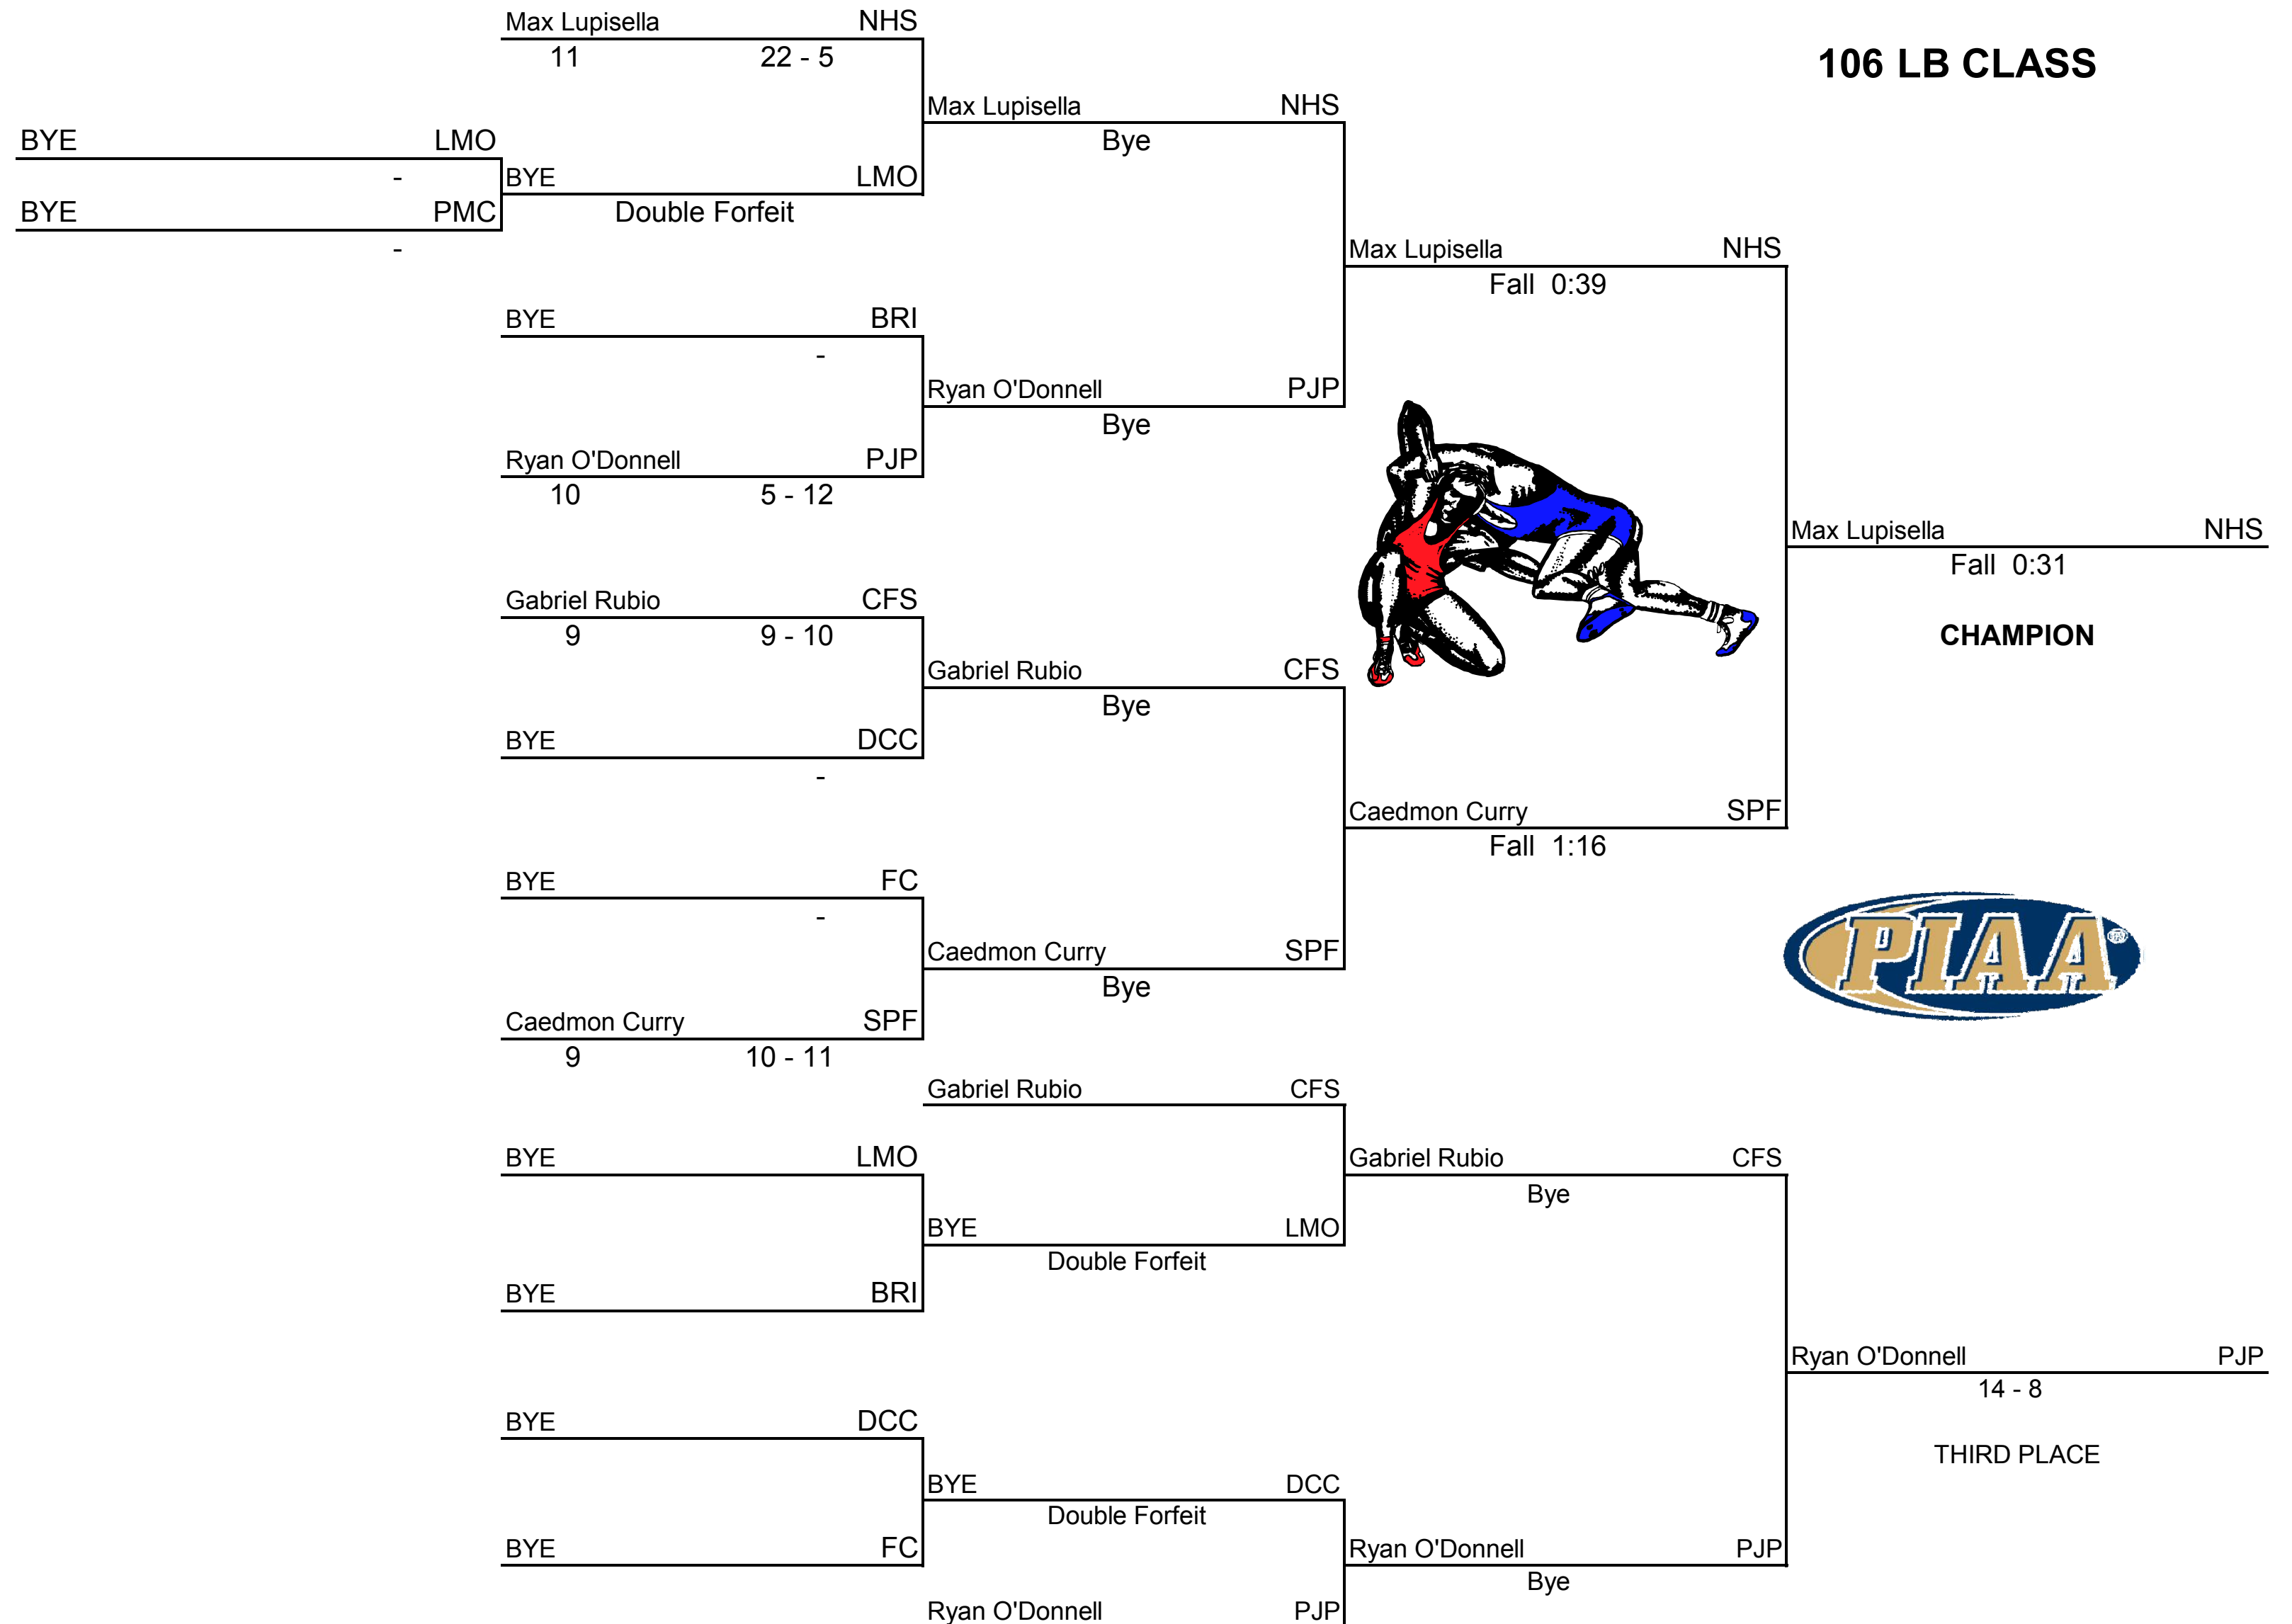 Max Lupisella NHS
11 22 - 5
106 LB CLASS
Max Lupisella NHS
Bye
BYE LMO
-
BYE LMO
Double Forfeit
BYE PMC
-
Max Lupisella NHS
Fall 0:39
BYE BRI
-
Ryan O'Donnell PJP
Bye
Ryan O'Donnell PJP
10 5 - 12
Max Lupisella NHS
Fall 0:31
CHAMPION
Gabriel Rubio CFS
9 9 - 10
Gabriel Rubio CFS
Bye
BYE DCC
-
Caedmon Curry SPF
Fall 1:16
BYE FC
-
PIAA
Caedmon Curry SPF
Bye
Caedmon Curry SPF
9 10 - 11
Gabriel Rubio CFS
BYE LMO
Gabriel Rubio CFS
Bye
BYE LMO
Double Forfeit
BYE BRI
Ryan O'Donnell PJP
14 - 8
THIRD PLACE
BYE DCC
BYE DCC
Double Forfeit
BYE FC
Ryan O'Donnell PJP
Bye
Ryan O'Donnell PJP